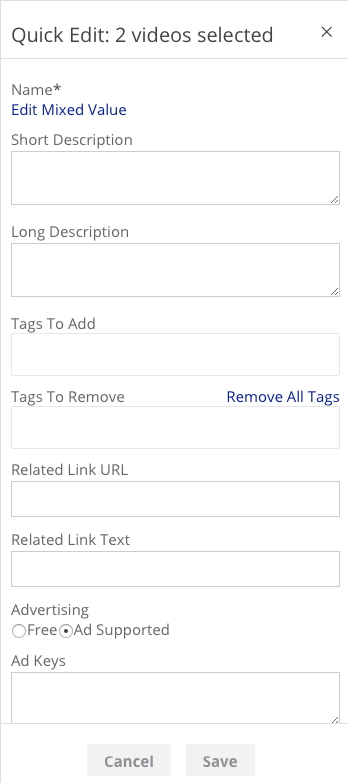 Quick Edit: 2 videos selected
Name*
Edit Mixed Value
Short Description
Long Description
Tags To Add
Tags To Remove Remove All Tags
Related Link URL
Related Link Text
Advertising
Free Ad Supported
Ad Keys
Cancel Save